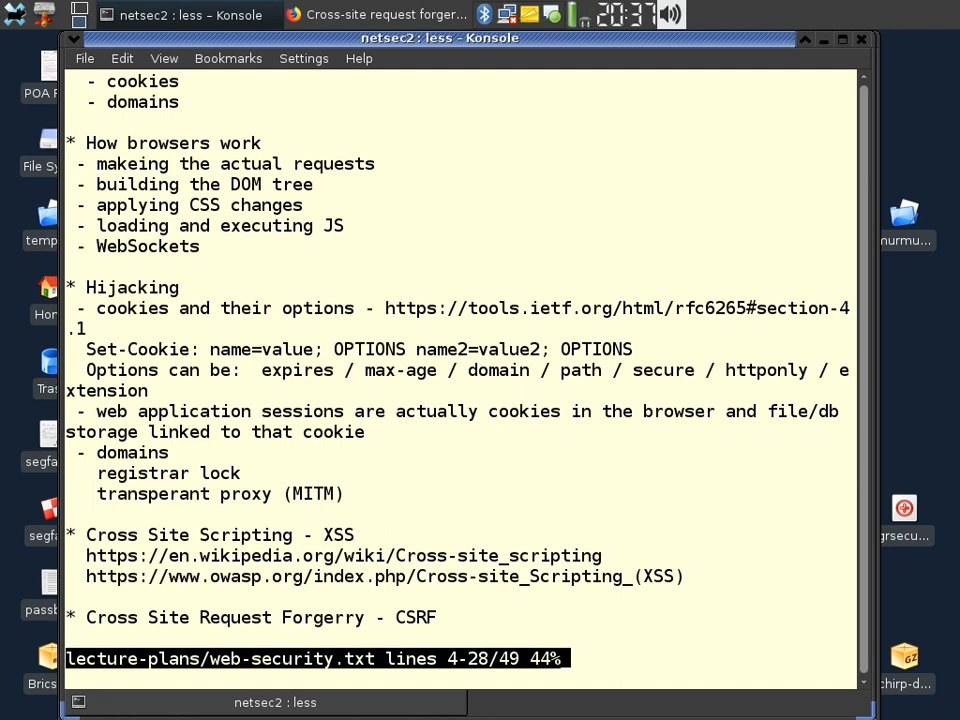 netsec2 : less – Konsole
Cross-site request forger...
20:37
netsec2 : less – Konsole
File Edit View Bookmarks Settings Help
- cookies
- domains
* How browsers work
- makeing the actual requests
- building the DOM tree
- applying CSS changes
- loading and executing JS
- WebSockets
* Hijacking
- cookies and their options - https://tools.ietf.org/html/rfc6265#section-4
.1
Set-Cookie: name=value; OPTIONS name2=value2; OPTIONS
Options can be:  expires / max-age / domain / path / secure / httponly / e
xtension
- web application sessions are actually cookies in the browser and file/db
storage linked to that cookie
- domains
registrar lock
transperant proxy (MITM)
* Cross Site Scripting - XSS
https://en.wikipedia.org/wiki/Cross-site_scripting
https://www.owasp.org/index.php/Cross-site_Scripting_(XSS)
* Cross Site Request Forgerry - CSRF
lecture-plans/web-security.txt lines 4-28/49 44%
netsec2 : less
POA F
File Sy
temp
Hor
Tras
segfa
segfa
passb
Brics
murmu...
grsecu...
chirp-d...
GZ